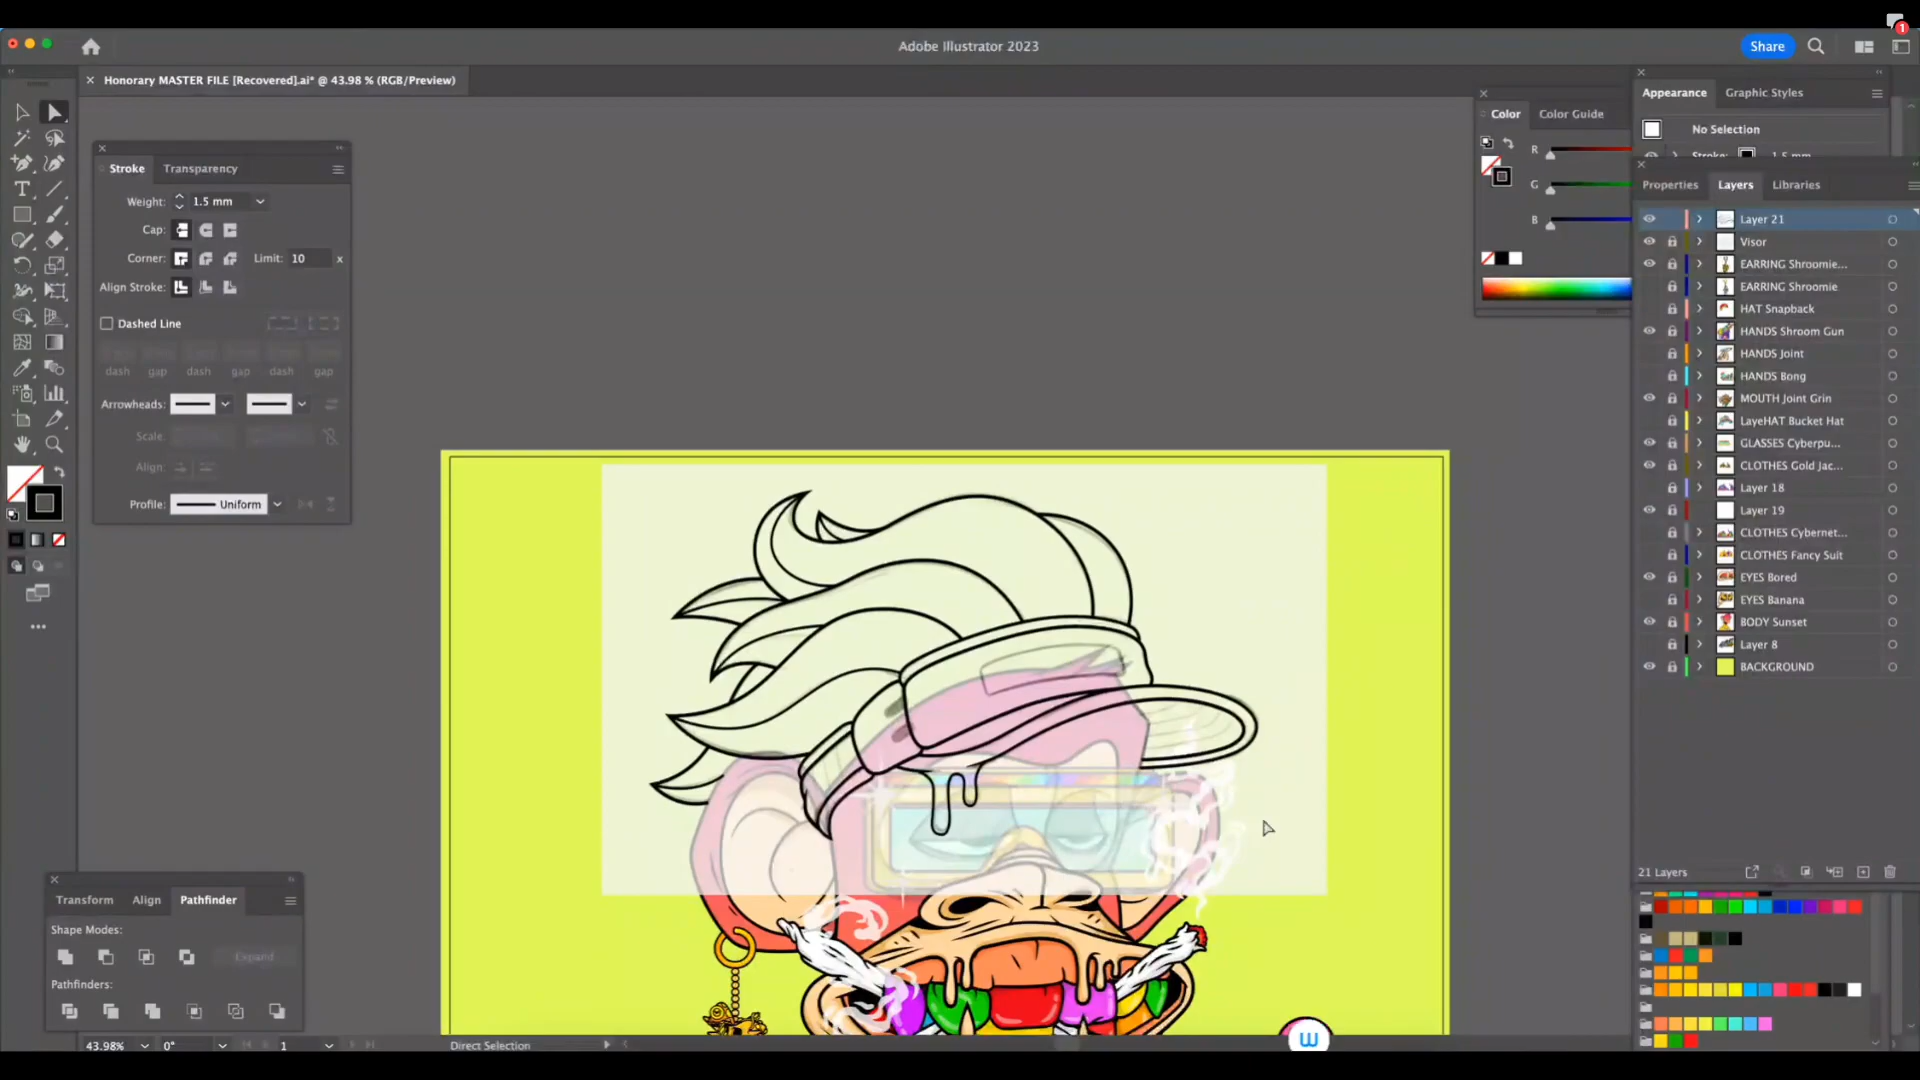 1
Adobe Illustrator 2023
Share
Honorary MASTER FILE [Recovered].ai* @ 43.98 % (RGB/Preview)
Stroke
Transparency
Weight:
1.5 mm
Cap:
Corner:
Limit:
10
x
Align Stroke:
Dashed Line
dash
gap
dash
gap
dash
gap
Arrowheads:
Scale:
Align:
Profile:
Uniform
Color
Color Guide
R
G
B
Appearance
Graphic Styles
No Selection
Stroke:
1.5 mm
Properties
Layers
Libraries
Layer 21
Visor
EARRING Shroomie...
EARRING Shroomie
HAT Snapback
HANDS Shroom Gun
HANDS Joint
HANDS Bong
MOUTH Joint Grin
LayeHAT Bucket Hat
GLASSES Cyberpu...
CLOTHES Gold Jac...
Layer 18
Layer 19
CLOTHES Cybernet...
CLOTHES Fancy Suit
EYES Bored
EYES Banana
BODY Sunset
Layer 8
BACKGROUND
21 Layers
Transform
Align
Pathfinder
Shape Modes:
Expand
Pathfinders:
43.98%
0°
1
Direct Selection
W